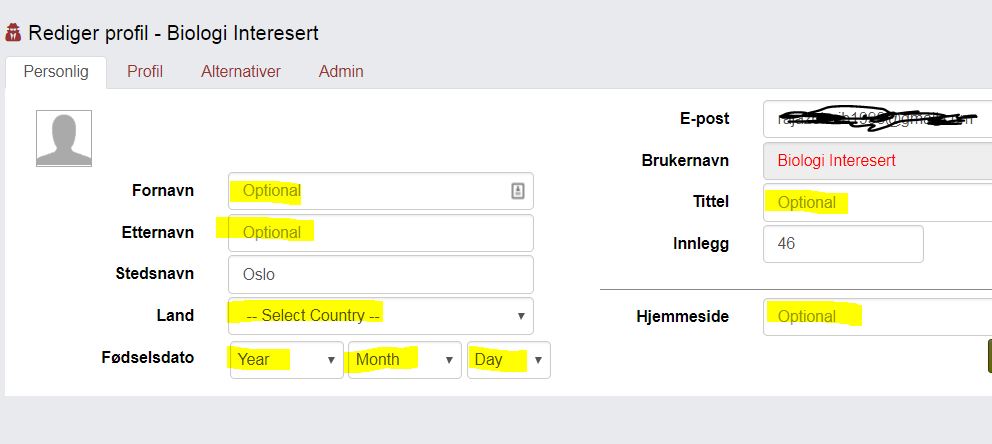 Rediger profil - Biologi Interesert
Personlig Profil Alternativer Admin
E-post
Brukernavn Biologi Interesert
Fornavn Optional
Tittel Optional
Etternavn Optional
Innlegg 46
Stedsnavn Oslo
Land -- Select Country --
Hjemmeside Optional
Fødselsdato Year Month Day